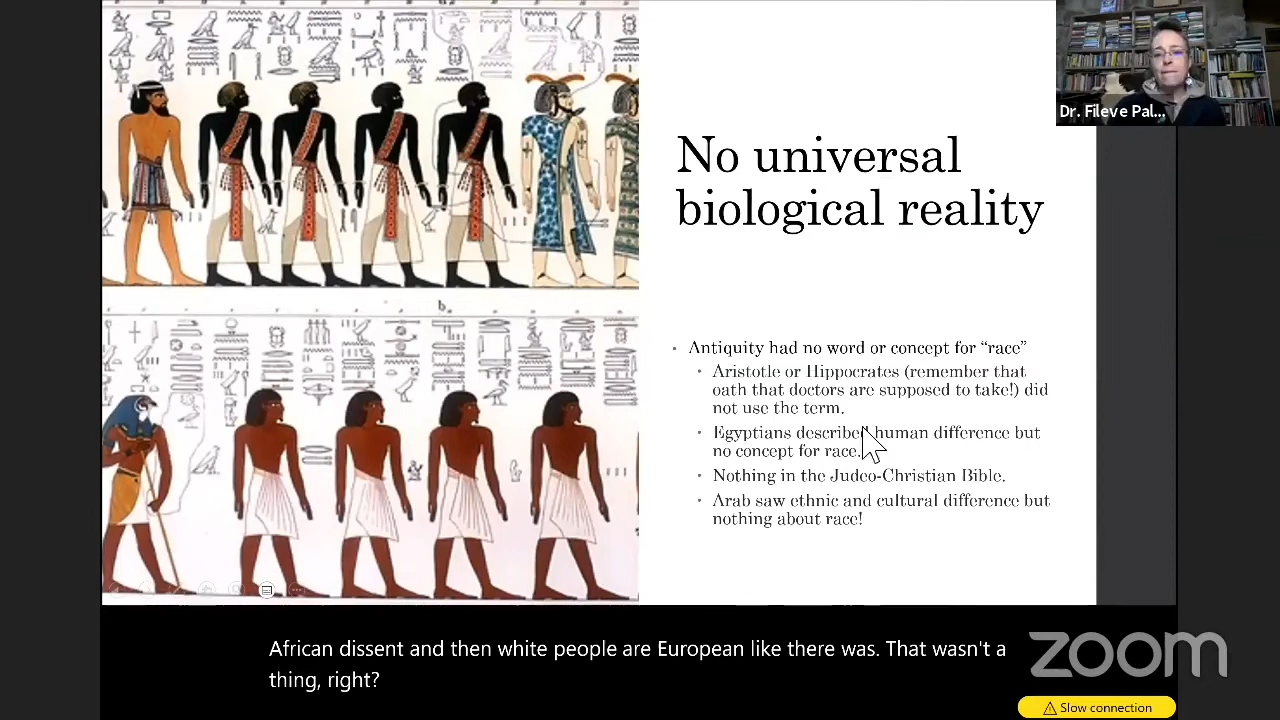 Dr. Fileve Pal...
No universal
biological reality
Antiquity had no word or concept for “race”
Aristotle or Hippocrates (remember that
oath that doctors are supposed to take!) did
not use the term.
Egyptians described human difference but
no concept for race.
Nothing in the Judeo-Christian Bible.
Arab saw ethnic and cultural difference but
nothing about race!
b
African dissent and then white people are European like there was. That wasn't a
thing, right?
zoom
Slow connection